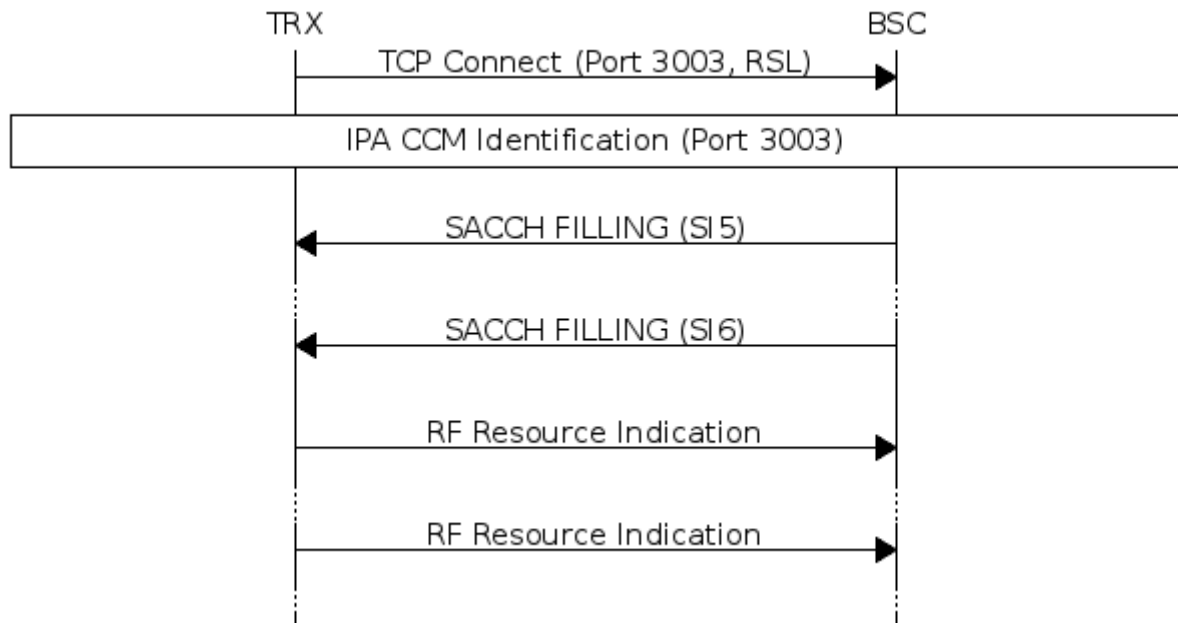 TRX BSC
TCP Connect (Port 3003, RSL)
IPA CCM Identification (Port 3003)
SACCH FILLING (SI5)
SACCH FILLING (SI6)
RF Resource Indication
RF Resource Indication